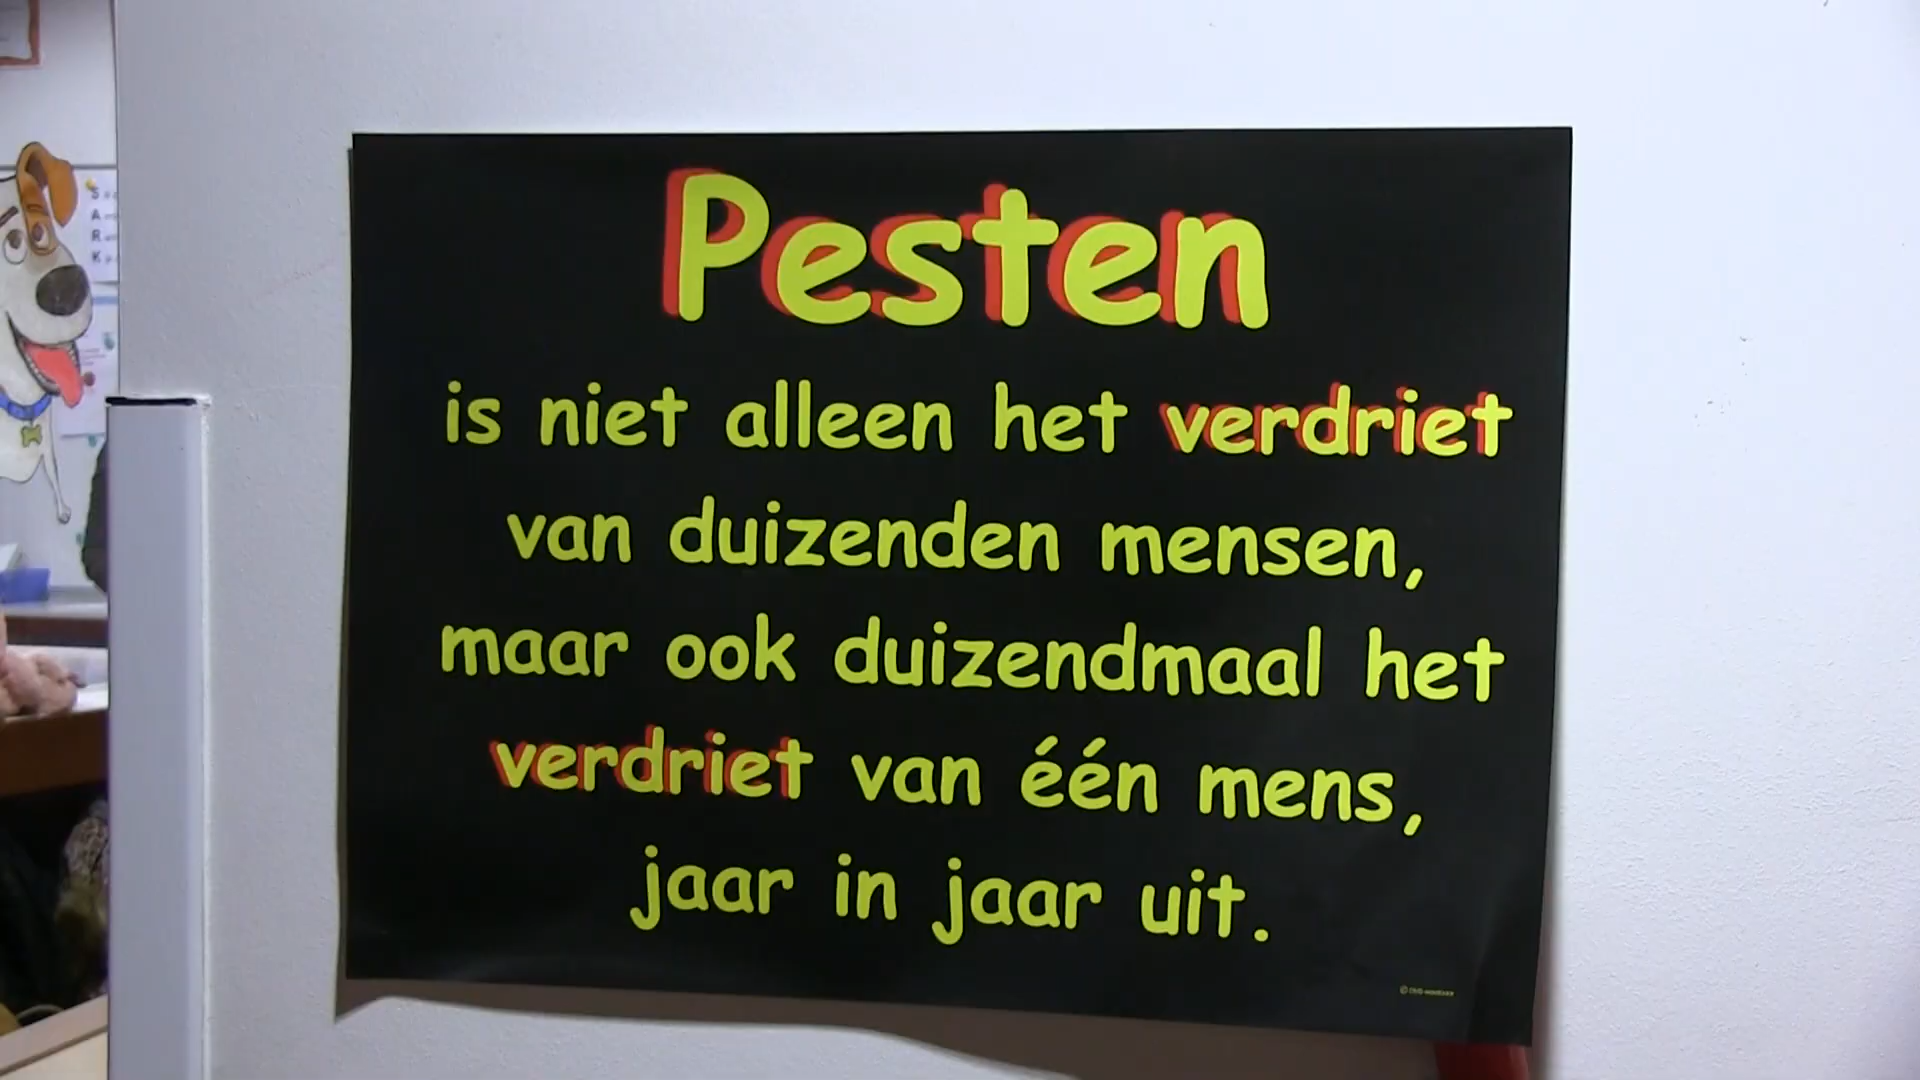 Pesten
is niet alleen het verdriet
van duizenden mensen,
maar ook duizendmaal het
verdriet van één mens,
jaar in jaar uit.
S
A
R
K